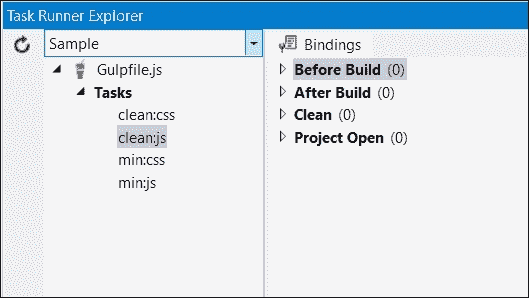 Task Runner Explorer
Sample
Gulpfile.js
Tasks
clean:css
clean:js
min:css
min:js
Bindings
Before Build (0)
After Build (0)
Clean (0)
Project Open (0)